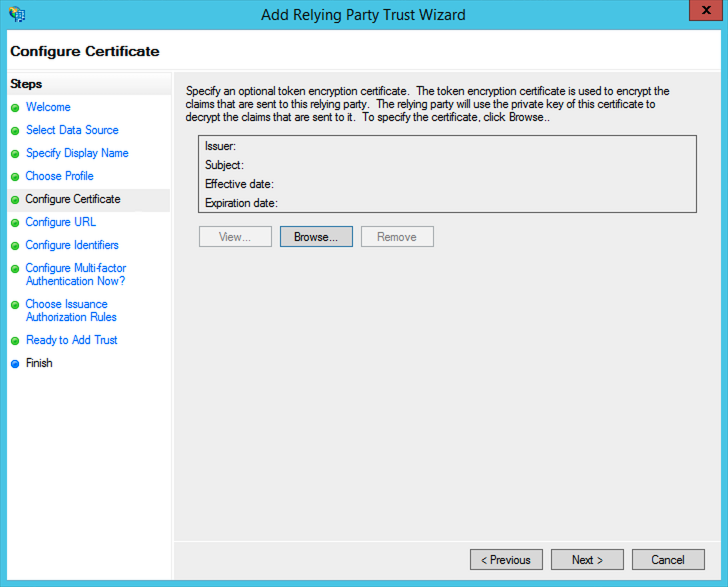 Add Relying Party Trust Wizard
X
Configure Certificate
Steps
Welcome
Select Data Source
Specify Display Name
Choose Profile
Configure Certificate
Configure URL
Configure Identifiers
Configure Multi-factor
Authentication Now?
Choose Issuance
Authorization Rules
Ready to Add Trust
Finish
Specify an optional token encryption certificate.  The token encryption certificate is used to encrypt the
claims that are sent to this relying party.  The relying party will use the private key of this certificate to
decrypt the claims that are sent to it.  To specify the certificate, click Browse..
Issuer:
Subject:
Effective date:
Expiration date:
View... Browse... Remove
< Previous Next > Cancel